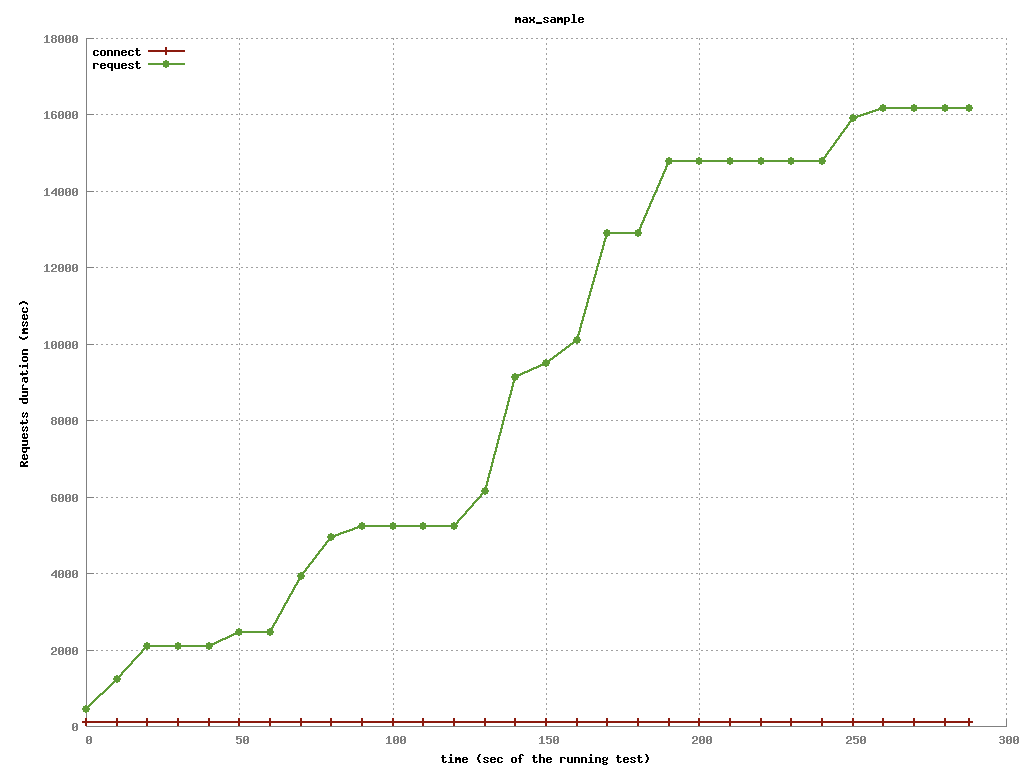 max_sample
18000
16000
14000
12000
10000
8000
6000
4000
2000
0
connect
request
Requests duration (msec)
0 50 100 150 200 250 300
time (sec of the running test)